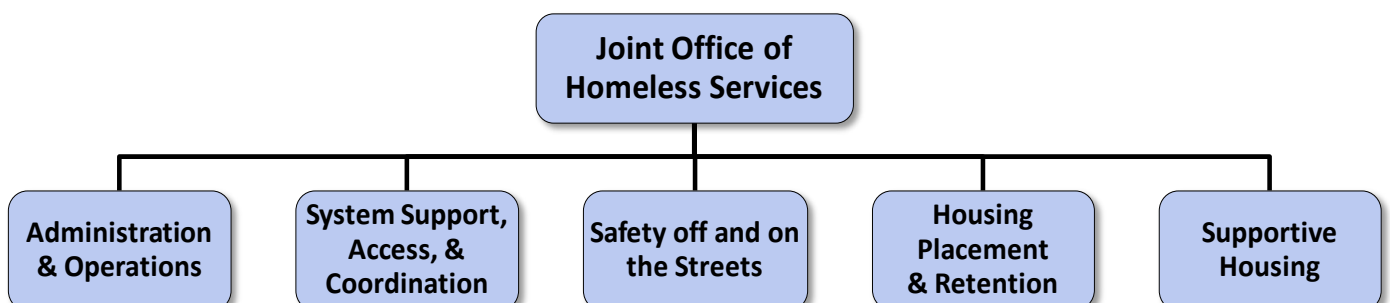 Joint Office of
Homeless Services
Administration
& Operations
System Support,
Access, &
Coordination
Safety off and on
the Streets
Housing
Placement
& Retention
Supportive
Housing